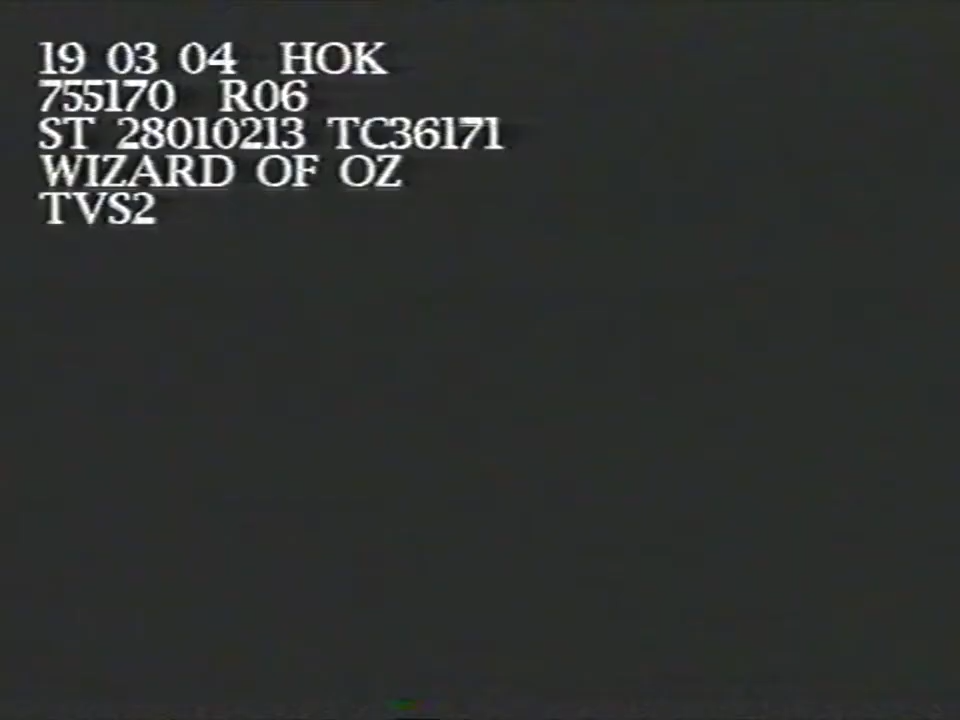 19 03 04 HOK
755170 R06
ST 28010213 TC36171
WIZARD OF OZ
TVS2